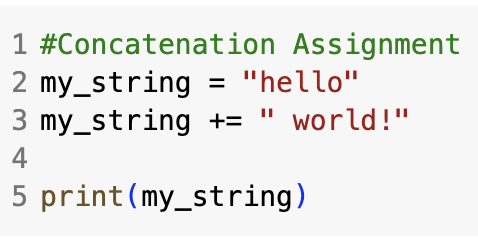 1 #Concatenation Assignment
2 my_string = "hello"
3 my_string += " world!"
4
5 print(my_string)